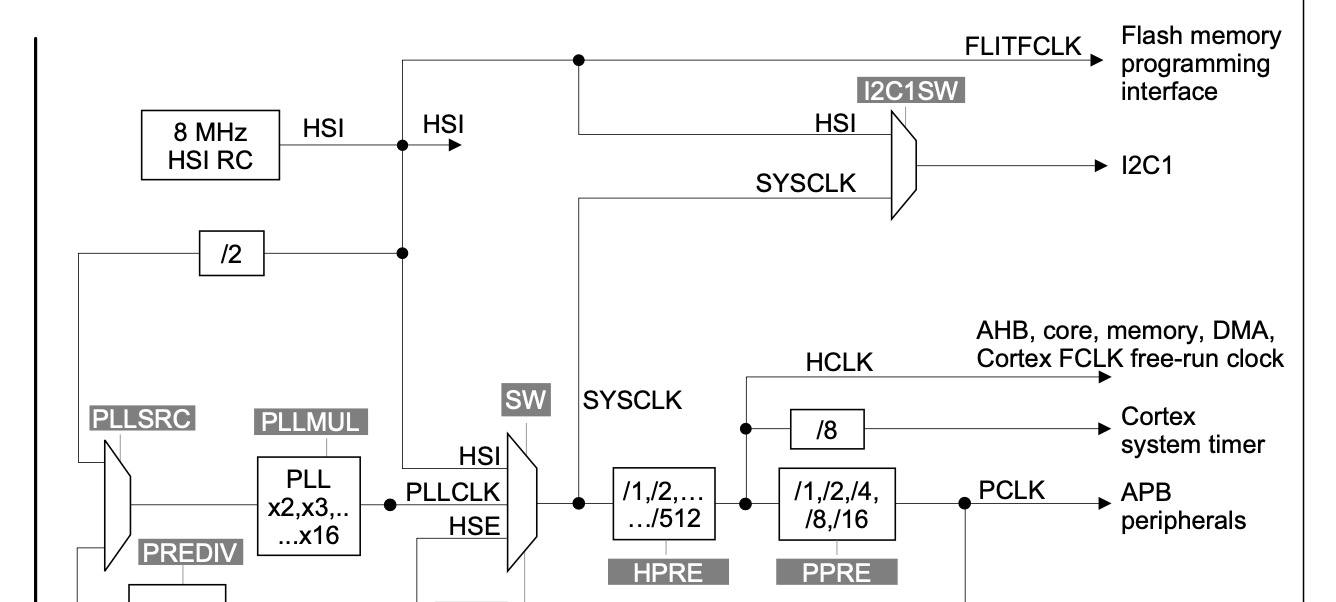 FLITFCLK
Flash memory
programming
interface
I2C1SW
8 MHz
HSI RC
HSI
HSI
HSI
I2C1
SYSCLK
/2
AHB, core, memory, DMA,
Cortex FCLK free-run clock
HCLK
SW
SYSCLK
PLLSRC
PLLMUL
/8
Cortex
system timer
HSI
PLL
x2,x3,..
...x16
PLLCLK
HSE
/1,/2,…
…/512
/1,/2,/4,
/8,/16
PCLK
APB
peripherals
PREDIV
HPRE
PPRE